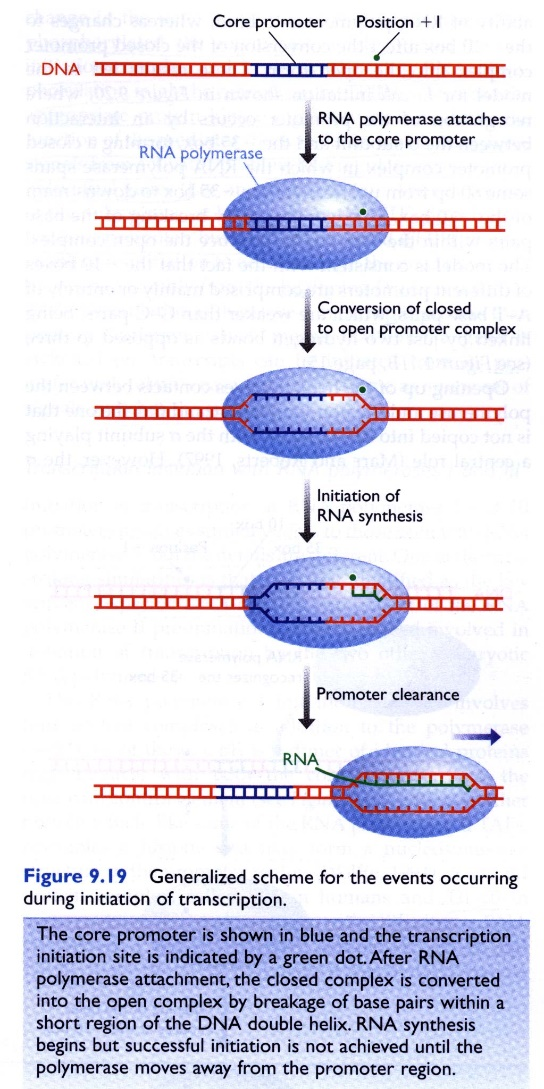 Core promoter
Position +1
DNA
RNA polymerase attaches
to the core promoter
RNA polymerase
Conversion of closed
to open promoter complex
Initiation of
RNA synthesis
Promoter clearance
RNA
Figure 9.19 Generalized scheme for the events occurring
during initiation of transcription.
The core promoter is shown in blue and the transcription
initiation site is indicated by a green dot. After RNA
polymerase attachment, the closed complex is converted
into the open complex by breakage of base pairs within a
short region of the DNA double helix. RNA synthesis
begins but successful initiation is not achieved until the
polymerase moves away from the promoter region.